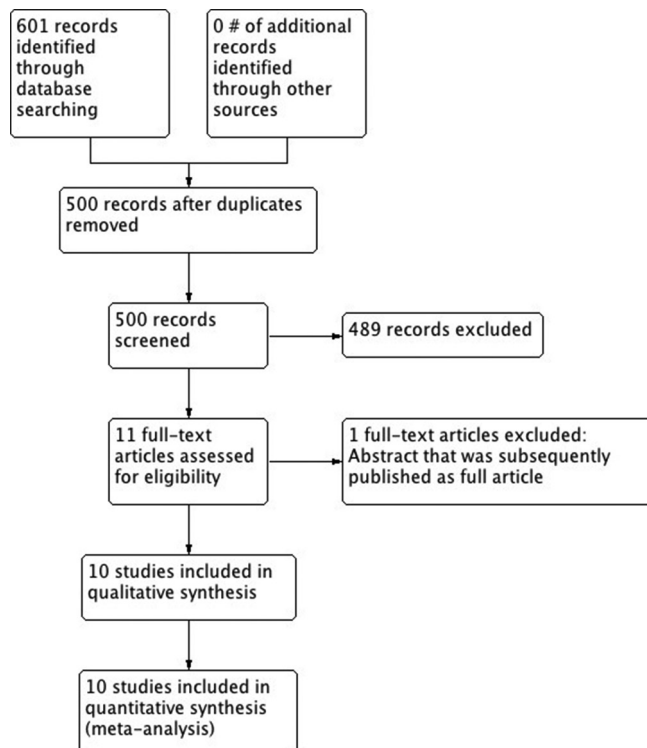 601 records
identified
through
database
searching
0 # of additional
records
identified
through other
sources
500 records after duplicates
removed
500 records
screened
489 records excluded
11 full-text
articles assessed
for eligibility
1 full-text articles excluded:
Abstract that was subsequently
published as full article
10 studies included in
qualitative synthesis
10 studies included in
quantitative synthesis
(meta-analysis)